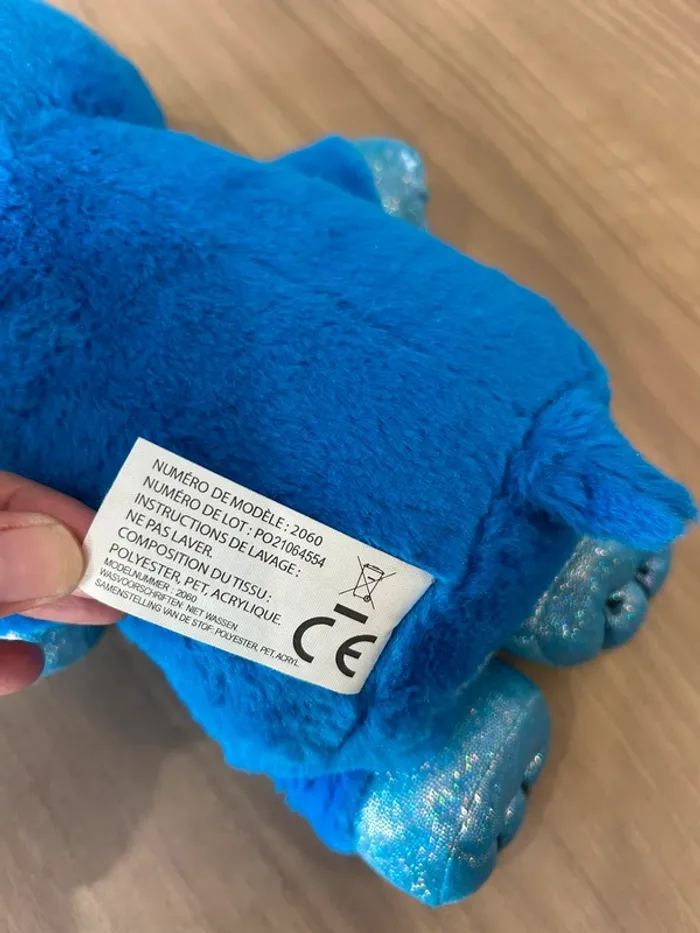 NUMÉRO DE MODÈLE : 2060
NUMÉRO DE LOT : PO21064554
INSTRUCTIONS DE LAVAGE :
NE PAS LAVER.
COMPOSITION DU TISSU :
POLYESTER, PET, ACRYLIQUE.
MODELNUMMER : 2060
WASVOORSCHRIFTEN: NIET WASSEN.
SAMENSTELLING VAN DE STOF: POLYESTER, PET, ACRYL.
CE